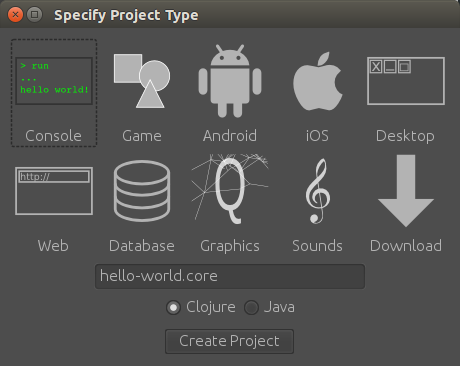 Specify Project Type
> run
...
hello world!
Console
Game
Android
iOS
X
Desktop
http://
Web
Database
Q
Graphics
Sounds
Download
hello-world.core
Clojure
Java
Create Project